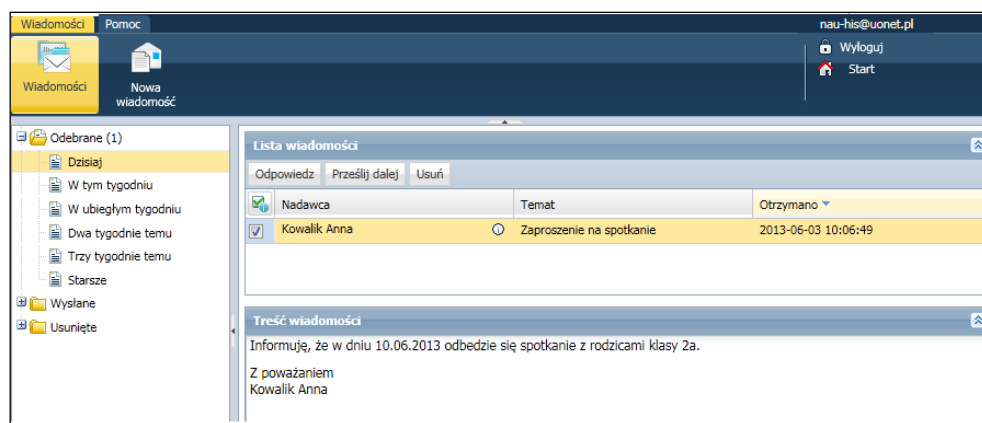 Wiadomości Pomoc nau-his@uonet.pl
Wyloguj
Start
Wiadomości
Nowa
wiadomość
Odebrane (1)
Dzisiaj
W tym tygodniu
W ubiegłym tygodniu
Dwa tygodnie temu
Trzy tygodnie temu
Starsze
Wysłane
Usunięte
Lista wiadomości
Odpowiedz Prześlij dalej Usuń
Nadawca Temat Otrzymano
Kowalik Anna Zaproszenie na spotkanie 2013-06-03 10:06:49
Treść wiadomości
Informuję, że w dniu 10.06.2013 odbedzie się spotkanie z rodzicami klasy 2a.
Z poważaniem
Kowalik Anna